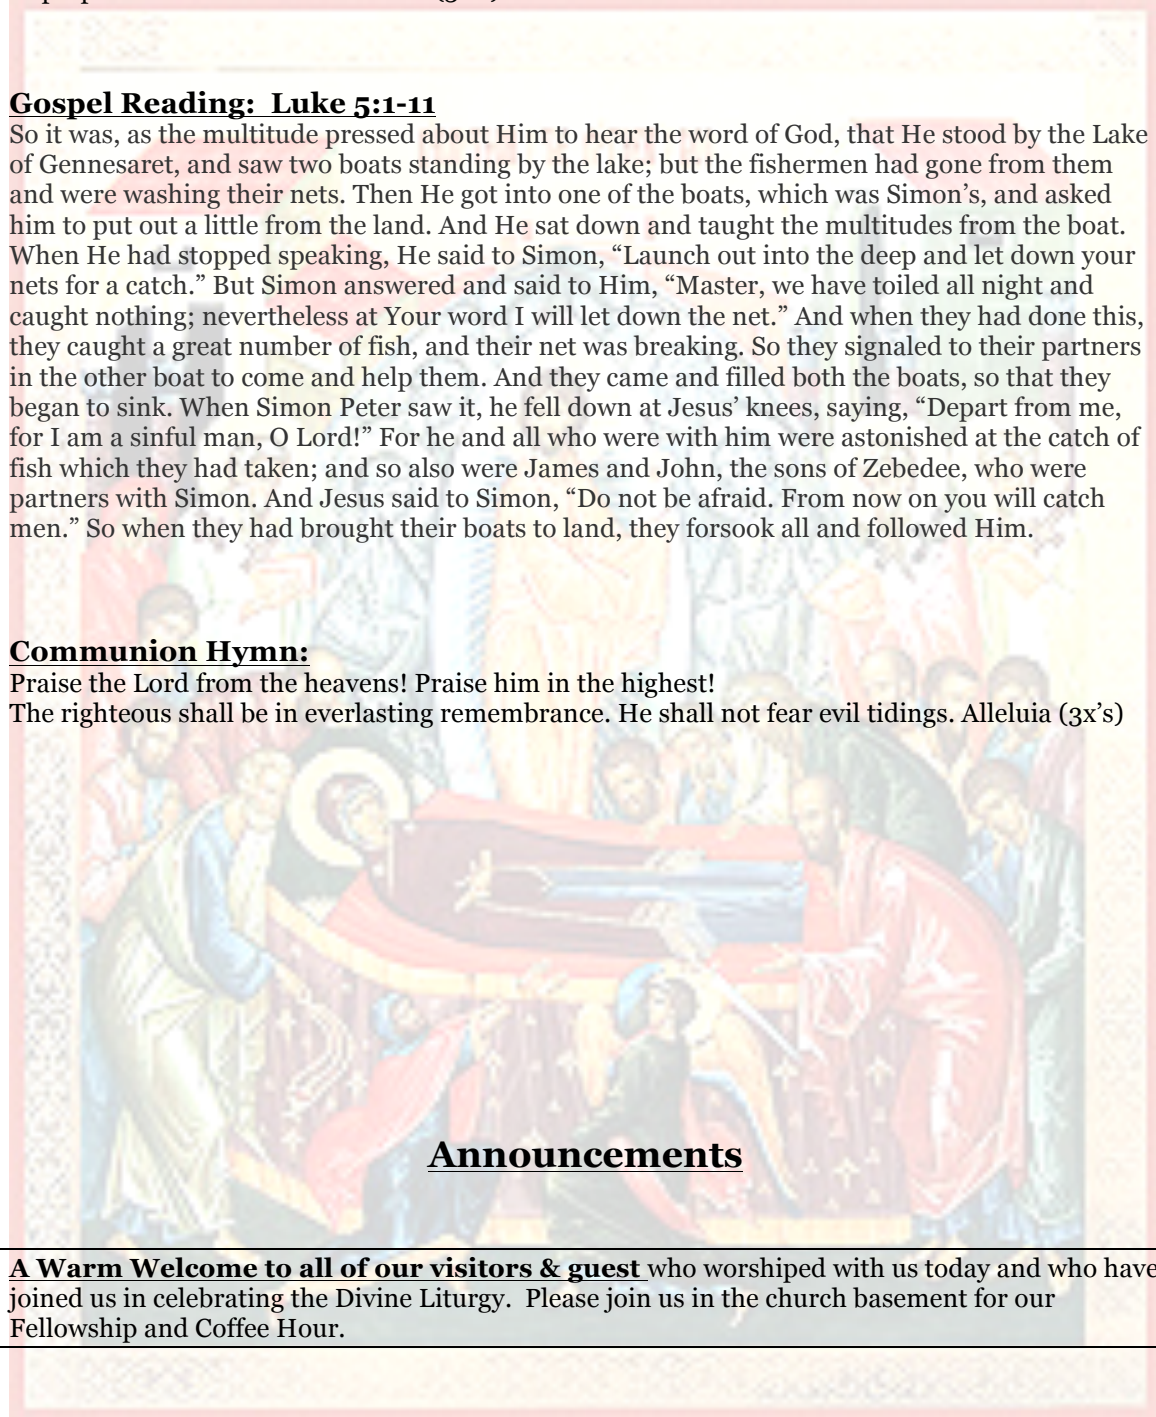 Gospel Reading:  Luke 5:1-11
So it was, as the multitude pressed about Him to hear the word of God, that He stood by the Lake
of Gennesaret, and saw two boats standing by the lake; but the fishermen had gone from them
and were washing their nets. Then He got into one of the boats, which was Simon’s, and asked
him to put out a little from the land. And He sat down and taught the multitudes from the boat.
When He had stopped speaking, He said to Simon, “Launch out into the deep and let down your
nets for a catch.” But Simon answered and said to Him, “Master, we have toiled all night and
caught nothing; nevertheless at Your word I will let down the net.” And when they had done this,
they caught a great number of fish, and their net was breaking. So they signaled to their partners
in the other boat to come and help them. And they came and filled both the boats, so that they
began to sink. When Simon Peter saw it, he fell down at Jesus’ knees, saying, “Depart from me,
for I am a sinful man, O Lord!” For he and all who were with him were astonished at the catch of
fish which they had taken; and so also were James and John, the sons of Zebedee, who were
partners with Simon. And Jesus said to Simon, “Do not be afraid. From now on you will catch
men.” So when they had brought their boats to land, they forsook all and followed Him.
Communion Hymn:
Praise the Lord from the heavens! Praise him in the highest!
The righteous shall be in everlasting remembrance. He shall not fear evil tidings. Alleluia (3x’s)
Announcements
A Warm Welcome to all of our visitors & guest who worshiped with us today and who have
joined us in celebrating the Divine Liturgy.  Please join us in the church basement for our
Fellowship and Coffee Hour.